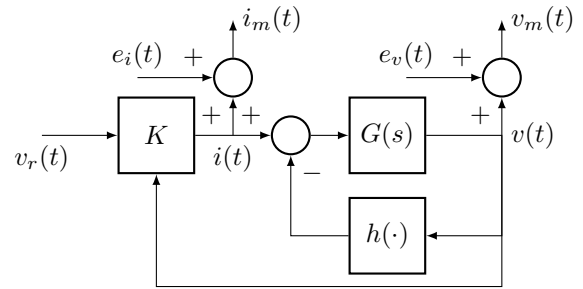 i_m(t)
v_m(t)
e_i(t)
+
e_v(t)
+
+
+
+
K
G(s)
v_r(t)
i(t)
−
v(t)
h(·)